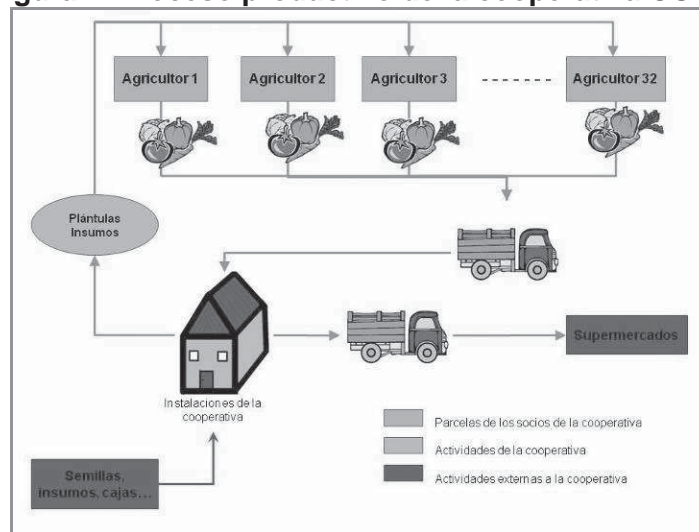 Agricultor 1
Agricultor 2
Agricultor 3
Agricultor 32
Plántulas
Insumos
Supermercados
Instalaciones de la
cooperativa
Parcelas de los socios de la cooperativa
Actividades de la cooperativa
Actividades externas a la cooperativa
Semillas,
insumos, cajas...